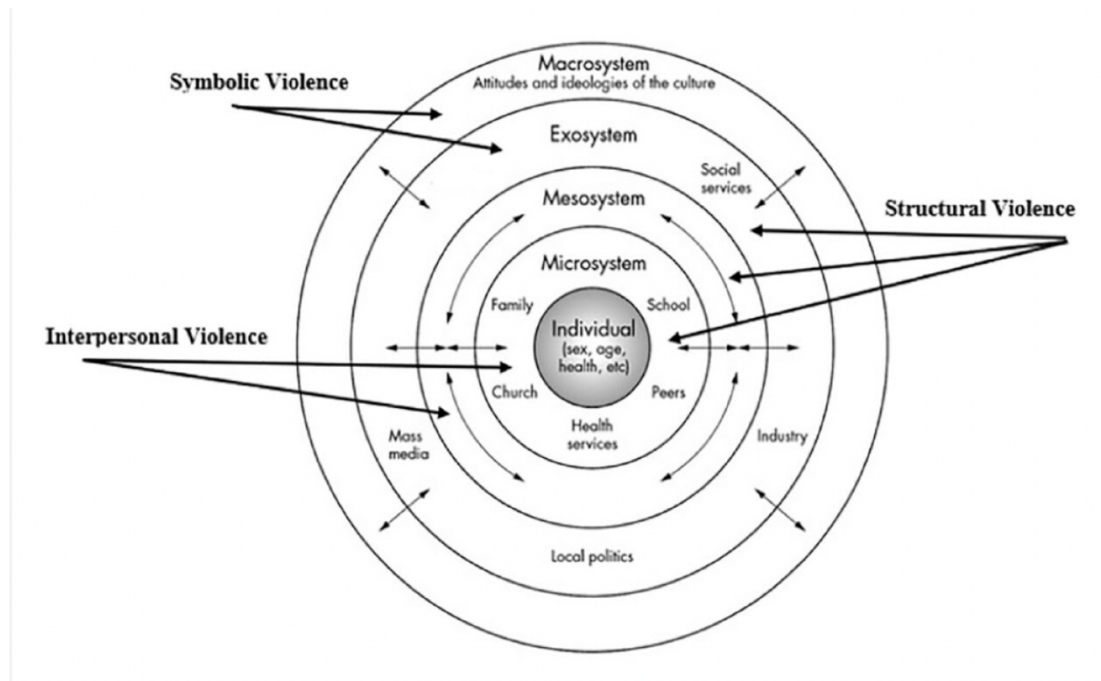 Macrosystem
Attitudes and ideologies of the culture
Symbolic Violence
Exosystem
Social
services
Mesosystem
Structural Violence
Microsystem
Family
School
Individual
(sex, age,
health, etc)
Interpersonal Violence
Church
Peers
Health
services
Mass
media
Industry
Local politics